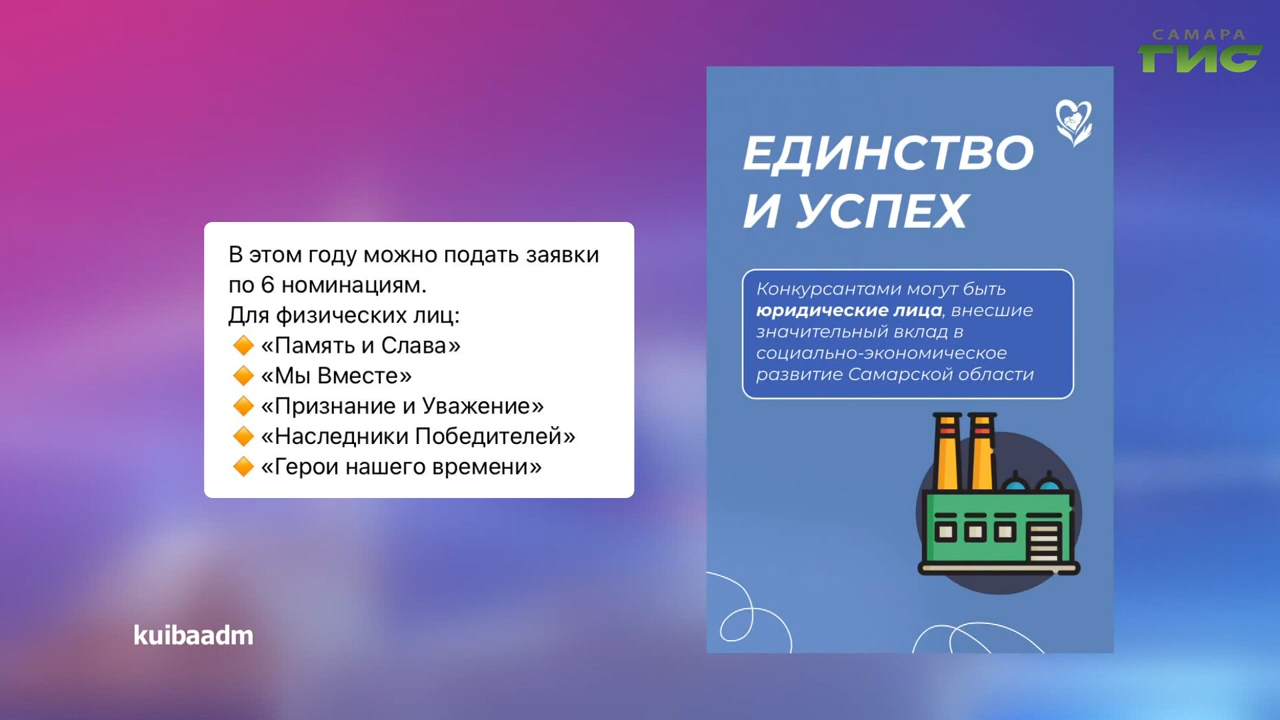 САМАРА
ГИС
В этом году можно подать заявки
по 6 номинациям.
Для физических лиц:
🔶 «Память и Слава»
🔶 «Мы Вместе»
🔶 «Признание и Уважение»
🔶 «Наследники Победителей»
🔶 «Герои нашего времени»
kuibaadm
ЕДИНСТВО
И УСПЕХ
Конкурсантами могут быть
юридические лица, внесшие
значительный вклад в
социально-экономическое
развитие Самарской области